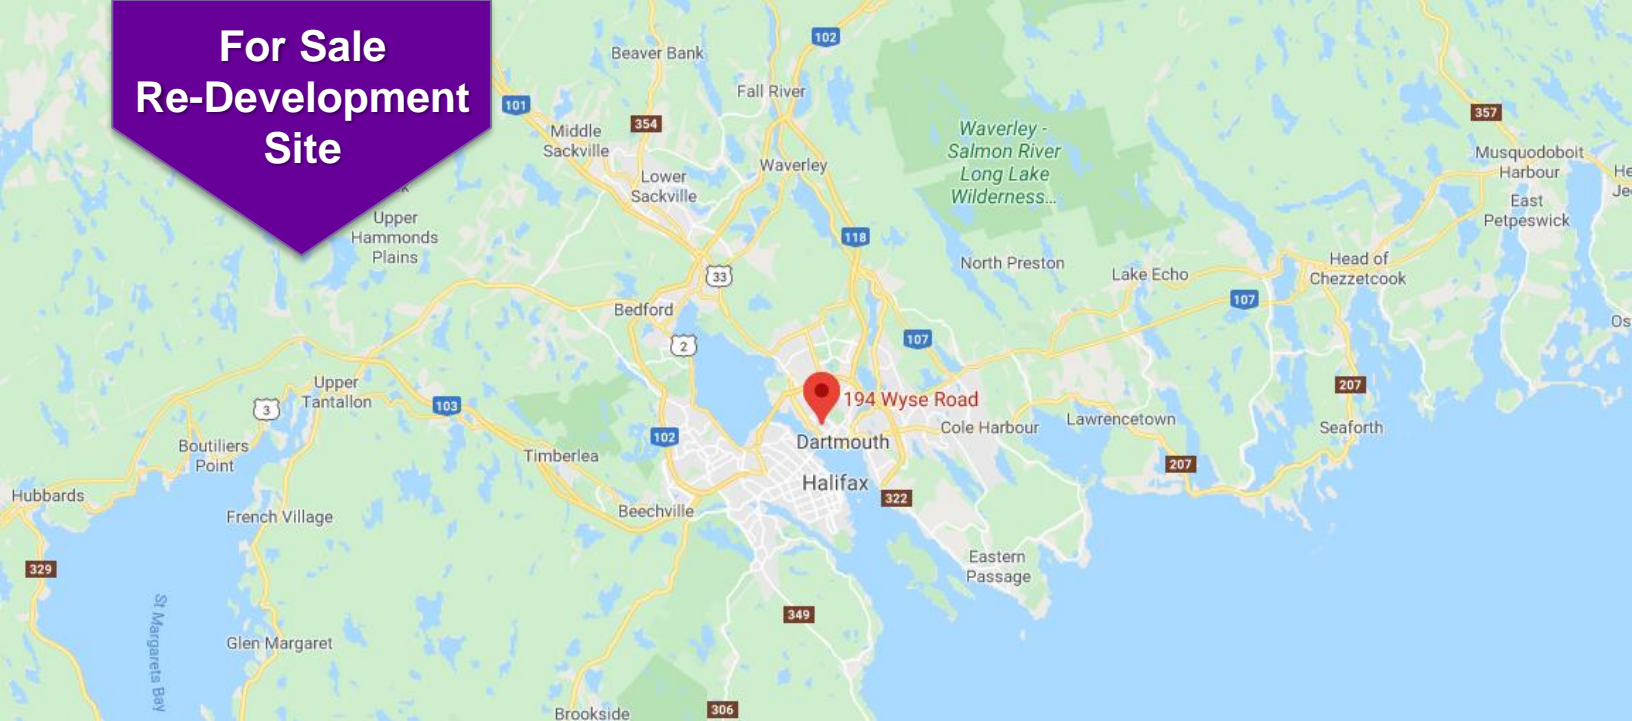 For Sale
Re-Development
Site
102
Beaver Bank
Fall River
101
354
357
Middle
Sackville
Waverley -
Salmon River
Long Lake
Wilderness...
Musquodoboit
Harbour
Waverley
Lower
Sackville
East
Petpeswick
Upper
Hammonds
Plains
118
North Preston
Lake Echo
Head of
Chezzetcook
33
107
Bedford
2
107
Upper
Tantallon
207
194 Wyse Road
3
103
Lawrencetown
Cole Harbour
Seaforth
102
Dartmouth
Boutiliers
Point
Timberlea
207
Halifax
322
Hubbards
Beechville
French Village
Eastern
Passage
329
349
St Margarets Bay
Glen Margaret
306
Brookside